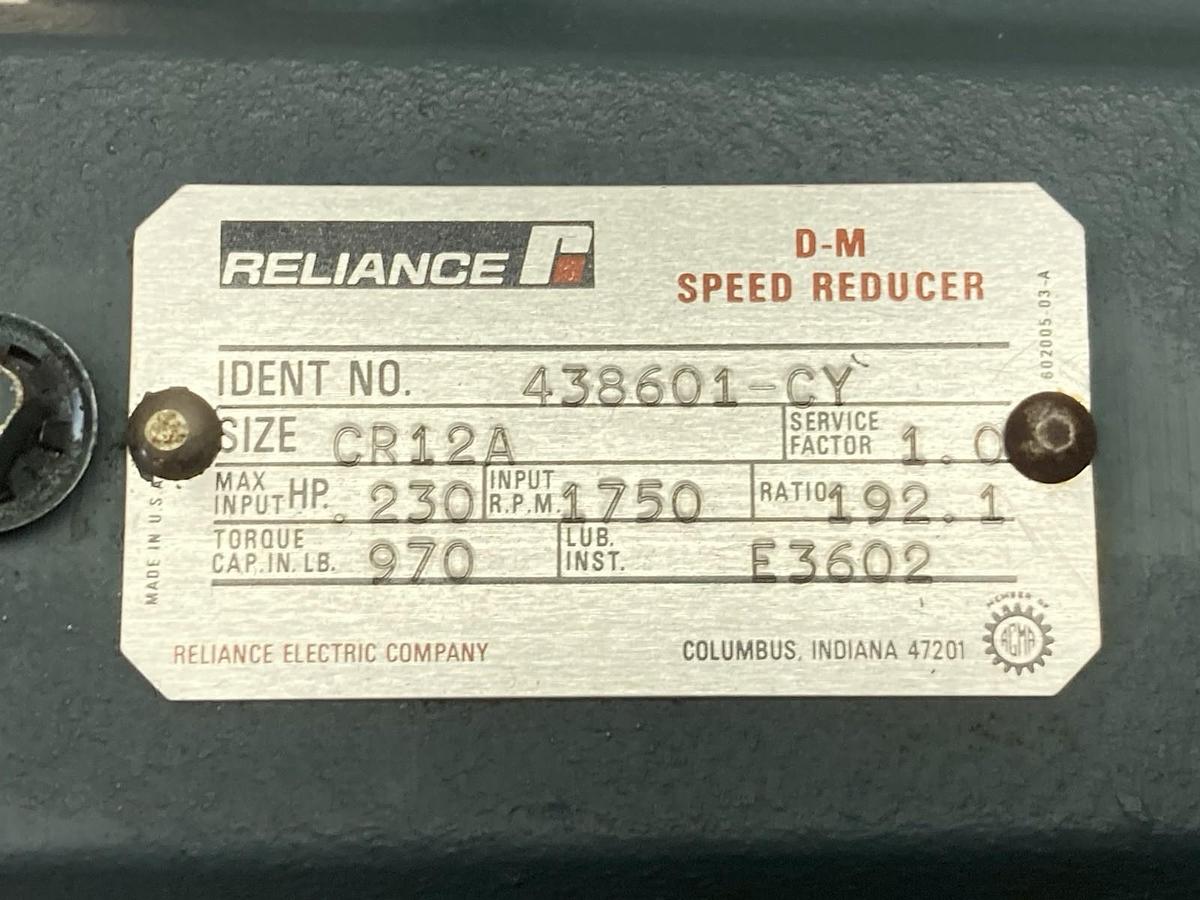 RELIANCE
D-M
SPEED REDUCER
602005-03-A
IDENT NO. 438601-CY
SIZE CR12A SERVICE FACTOR 1.0
MAX INPUT HP. .230 INPUT R.P.M. 1750 RATIO 192.1
TORQUE CAP. IN. LB. 970 LUB. INST. E3602
MADE IN U.S.A
RELIANCE ELECTRIC COMPANY
COLUMBUS, INDIANA 47201
MEMBER OF
AGMA